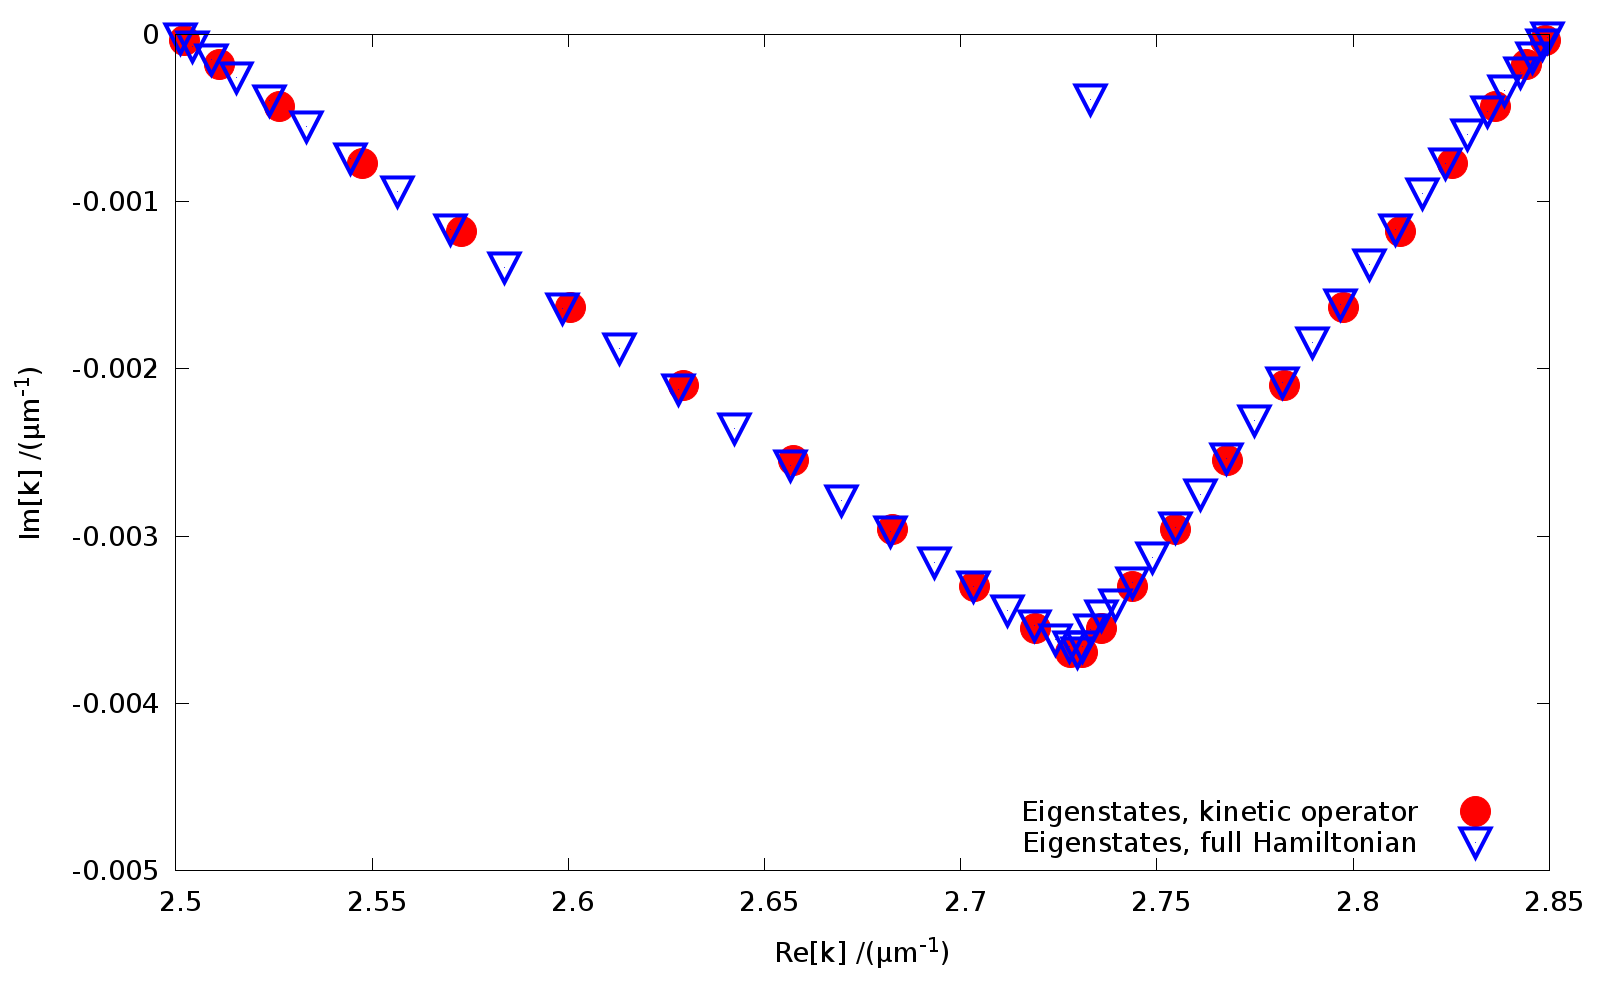 0
-0.001
-0.002
-0.003
-0.004
-0.005
2.5 2.55 2.6 2.65 2.7 2.75 2.8 2.85
Im[k] /(μm⁻¹)
Re[k] /(μm⁻¹)
Eigenstates, kinetic operator
Eigenstates, full Hamiltonian